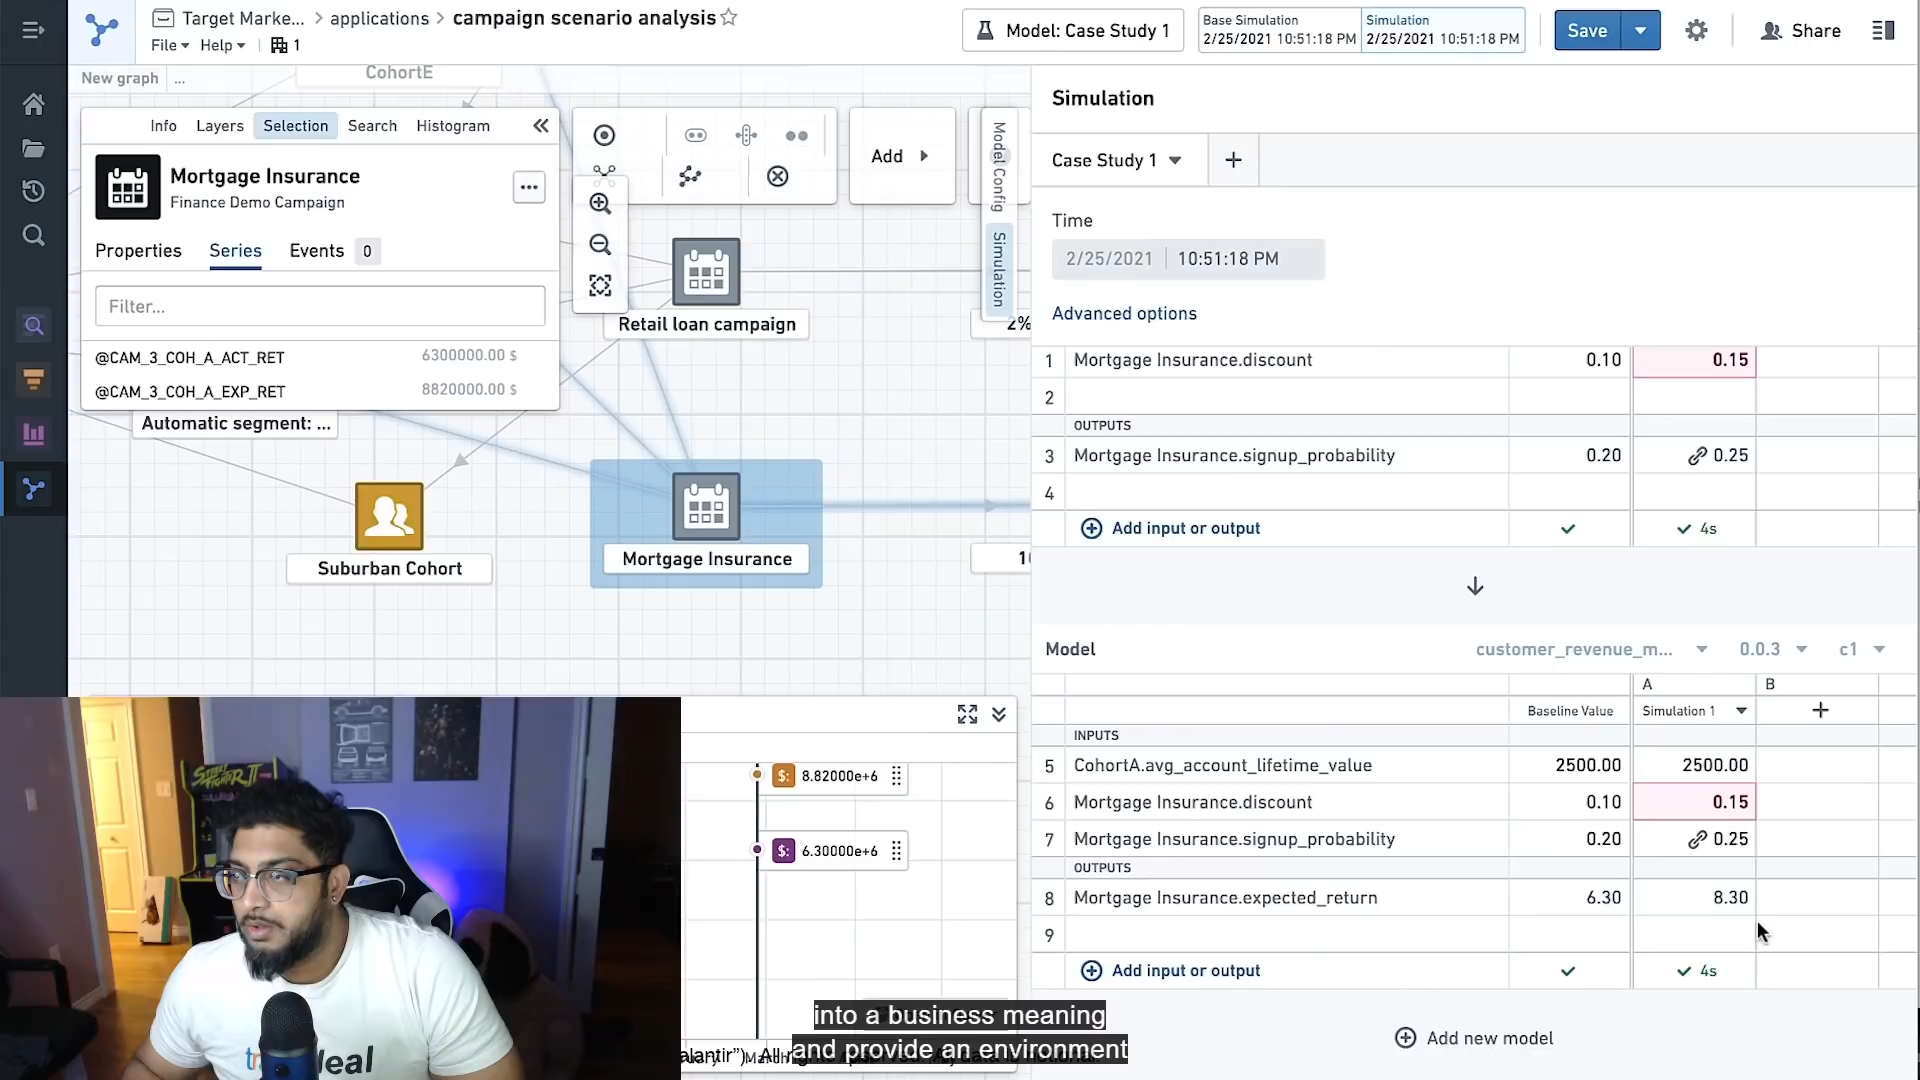 Target Marke... > applications > campaign scenario analysis
File Help 1
Model: Case Study 1
Base Simulation
2/25/2021 10:51:18 PM
Simulation
2/25/2021 10:51:18 PM
Save
Share
New graph ...
CohortE
Info Layers Selection Search Histogram
Mortgage Insurance
Finance Demo Campaign
Properties Series Events 0
Filter...
@CAM_3_COH_A_ACT_RET 6300000.00 $
@CAM_3_COH_A_EXP_RET 8820000.00 $
Automatic segment: ...
Suburban Cohort
Add
Retail loan campaign
2%
Mortgage Insurance
Model Config
Simulation
Simulation
Case Study 1
Time
2/25/2021 10:51:18 PM
Advanced options
1 Mortgage Insurance.discount 0.10 0.15
2
OUTPUTS
3 Mortgage Insurance.signup_probability 0.20 0.25
4
Add input or output 4s
Model customer_revenue_m... 0.0.3 c1
A B
Baseline Value Simulation 1
INPUTS
5 CohortA.avg_account_lifetime_value 2500.00 2500.00
6 Mortgage Insurance.discount 0.10 0.15
7 Mortgage Insurance.signup_probability 0.20 0.25
OUTPUTS
8 Mortgage Insurance.expected_return 6.30 8.30
9
Add input or output 4s
Add new model
$: 8.82000e+6
$: 6.30000e+6
STREET FIGHTER II
into a business meaning
and provide an environment